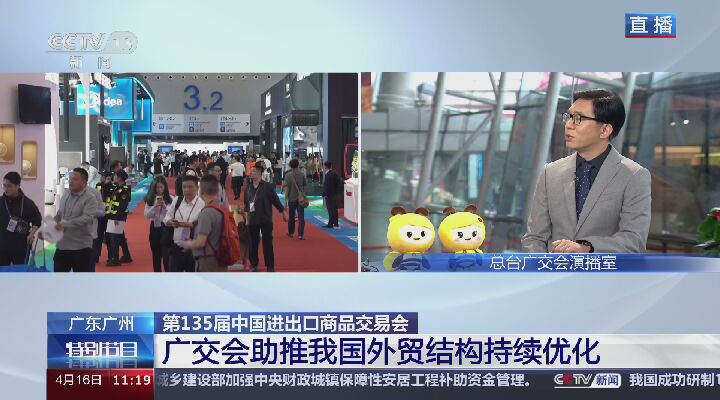 CCTV 13
新闻
直播
Midea
3.2
总台广交会演播室
广东广州
第135届中国进出口商品交易会
特别节目
广交会助推我国外贸结构持续优化
4月16日 11:19
城乡建设部加强中央财政城镇保障性安居工程补助资金管理。 CCTV 新闻 我国成功研制1